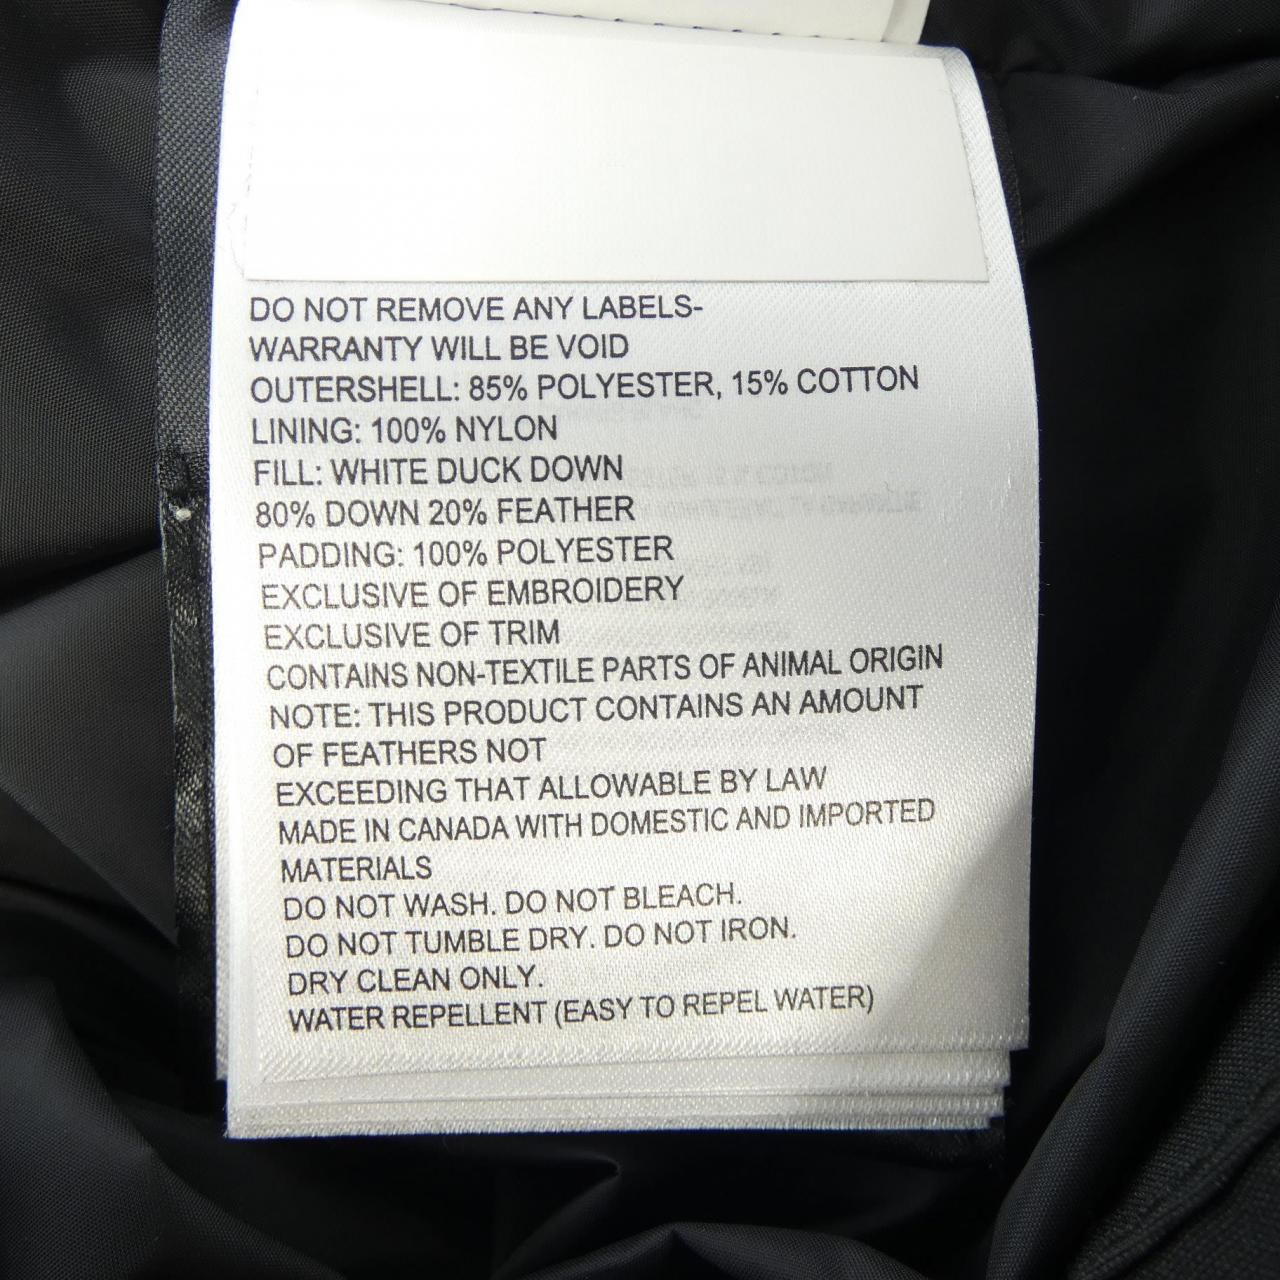 DO NOT REMOVE ANY LABELS-
WARRANTY WILL BE VOID
OUTERSHELL: 85% POLYESTER, 15% COTTON
LINING: 100% NYLON
FILL: WHITE DUCK DOWN
80% DOWN 20% FEATHER
PADDING: 100% POLYESTER
EXCLUSIVE OF EMBROIDERY
EXCLUSIVE OF TRIM
CONTAINS NON-TEXTILE PARTS OF ANIMAL ORIGIN
NOTE: THIS PRODUCT CONTAINS AN AMOUNT
OF FEATHERS NOT
EXCEEDING THAT ALLOWABLE BY LAW
MADE IN CANADA WITH DOMESTIC AND IMPORTED
MATERIALS
DO NOT WASH. DO NOT BLEACH.
DO NOT TUMBLE DRY. DO NOT IRON.
DRY CLEAN ONLY.
WATER REPELLENT (EASY TO REPEL WATER)